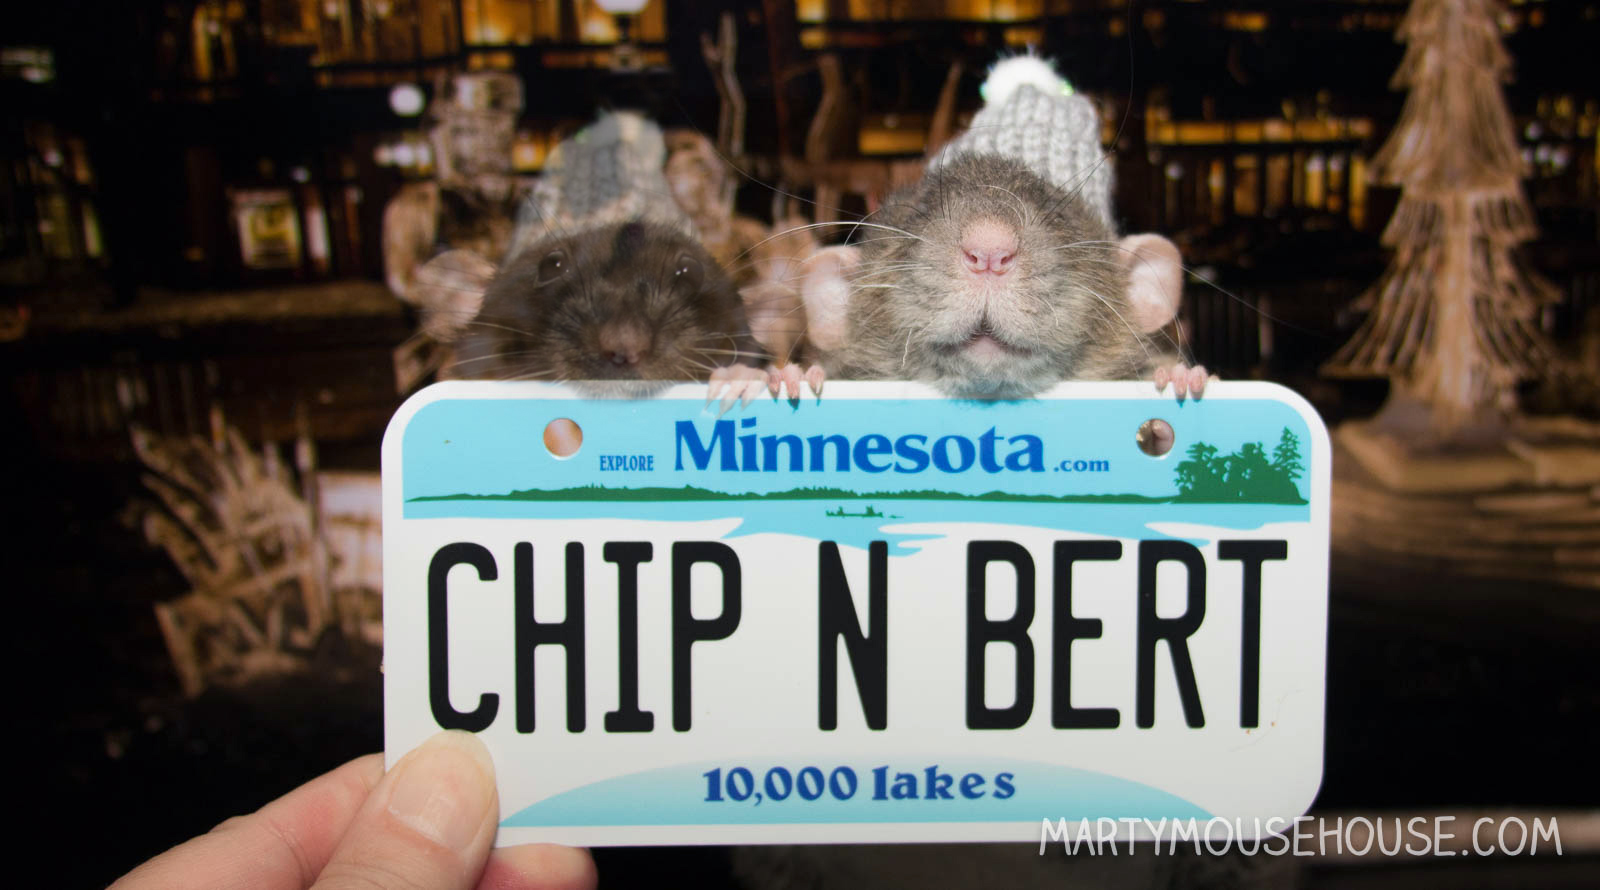 EXPLORE Minnesota.com
CHIP N BERT
10,000 lakes
MARTYMOUSEHOUSE.COM